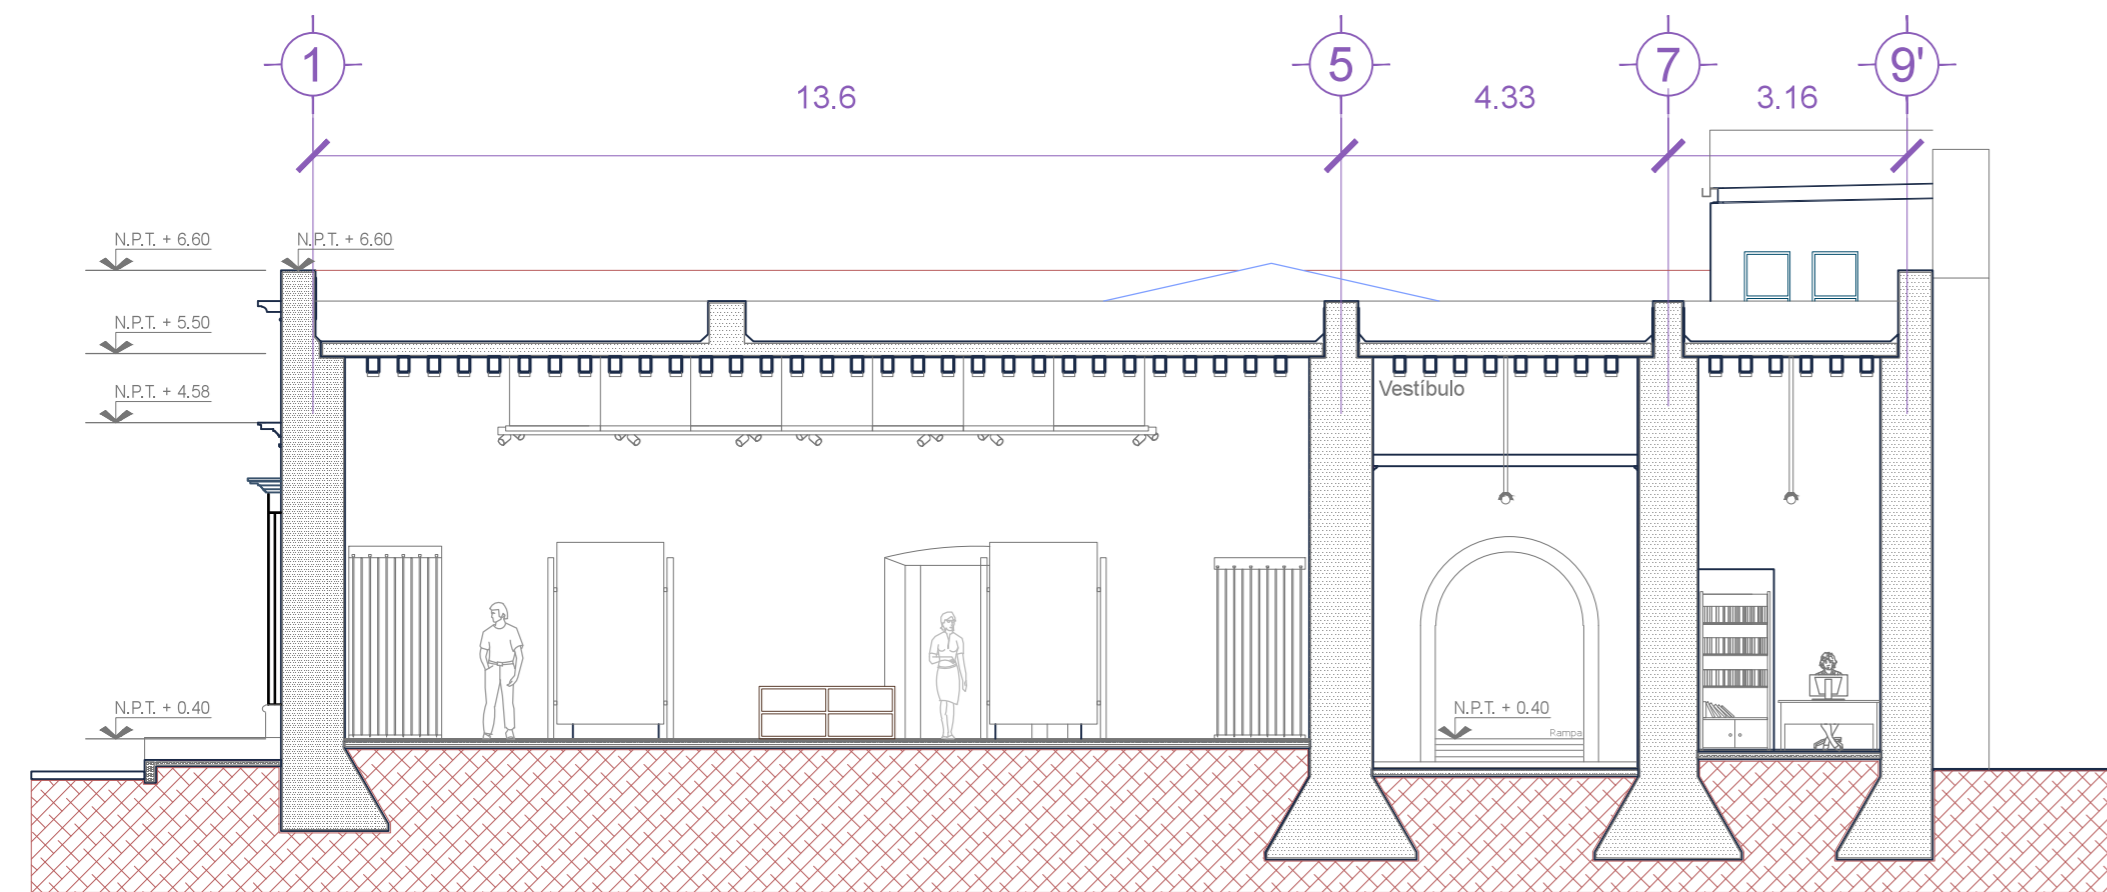 1
5
7
9'
13.6
4.33
3.16
N.P.T. + 6.60
N.P.T. + 6.60
N.P.T. + 5.50
N.P.T. + 4.58
Vestíbulo
N.P.T. + 0.40
N.P.T. + 0.40
Rampa